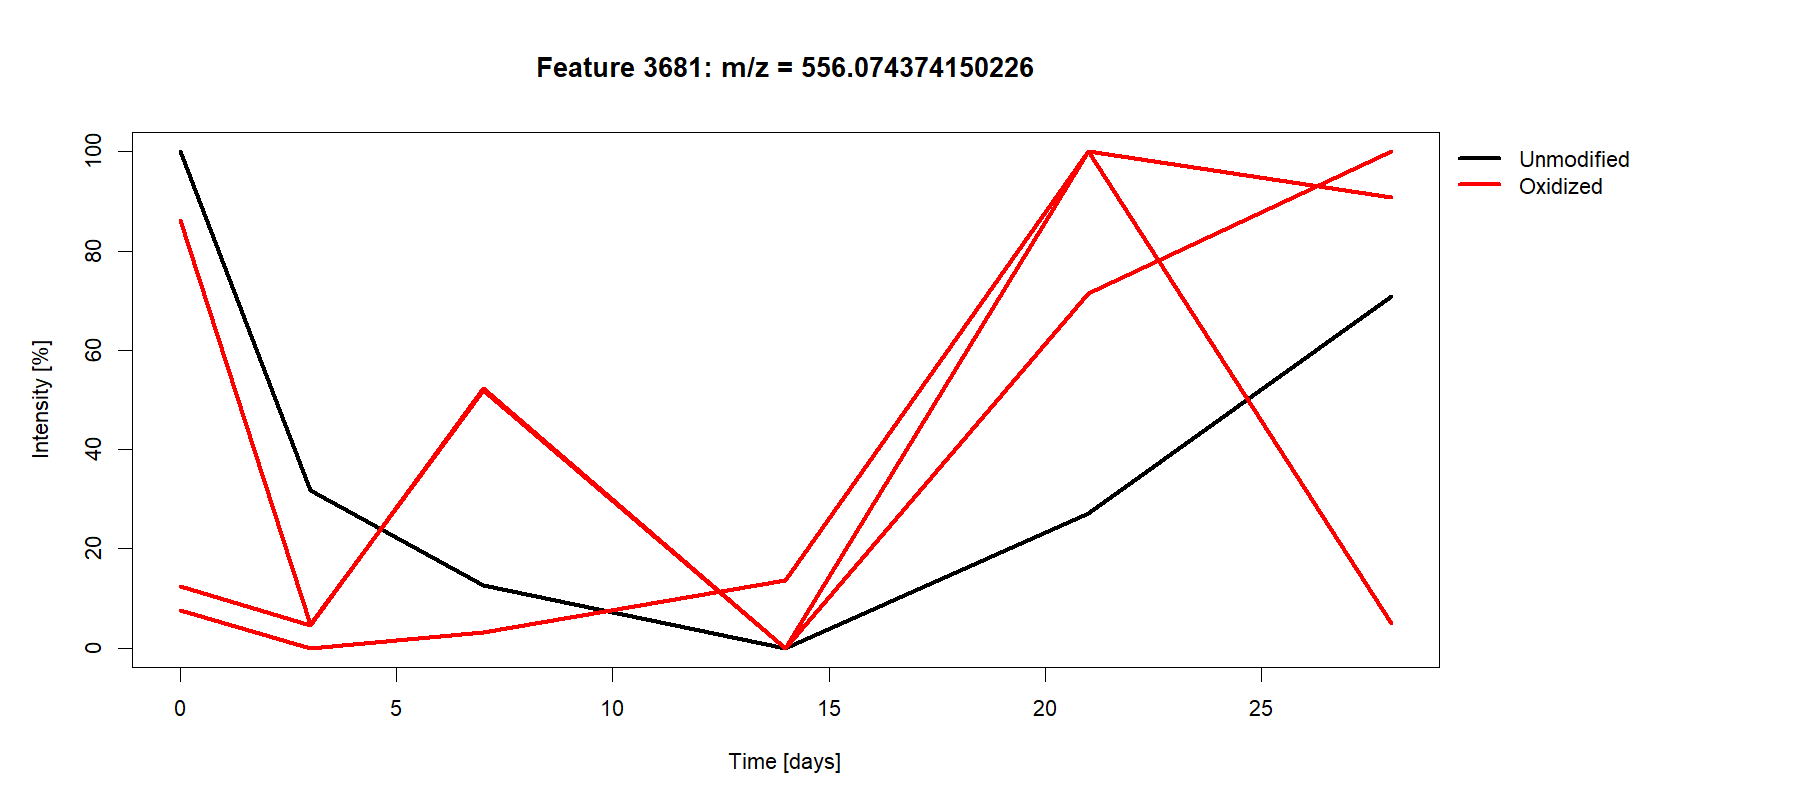 Feature 3681: m/z = 556.074374150226
Unmodified
Oxidized
Intensity [%]
100
80
60
40
20
0
0 5 10 15 20 25
Time [days]